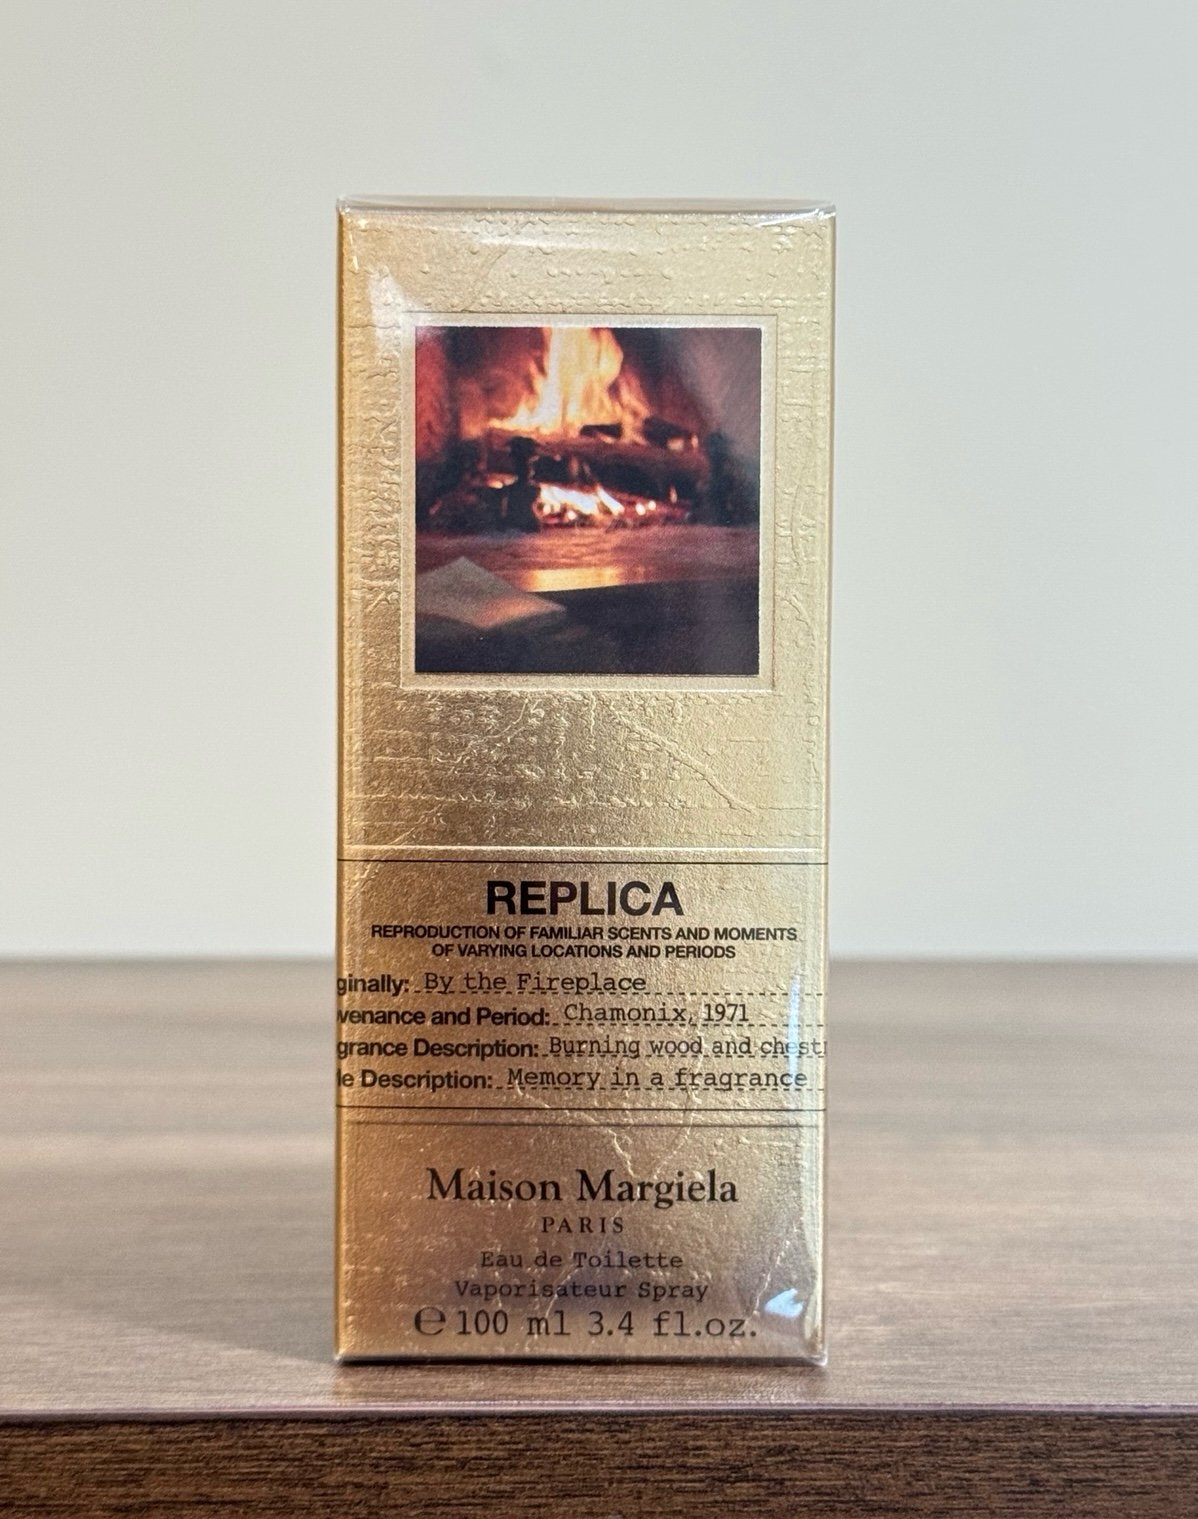 REPLICA
REPRODUCTION OF FAMILIAR SCENTS AND MOMENTS
OF VARYING LOCATIONS AND PERIODS
ginally: By the Fireplace
venance and Period: Chamonix, 1971
grance Description: Burning wood and chest
le Description: Memory in a fragrance
Maison Margiela
PARIS
Eau de Toilette
Vaporisateur Spray
℮ 100 ml 3.4 fl.oz.